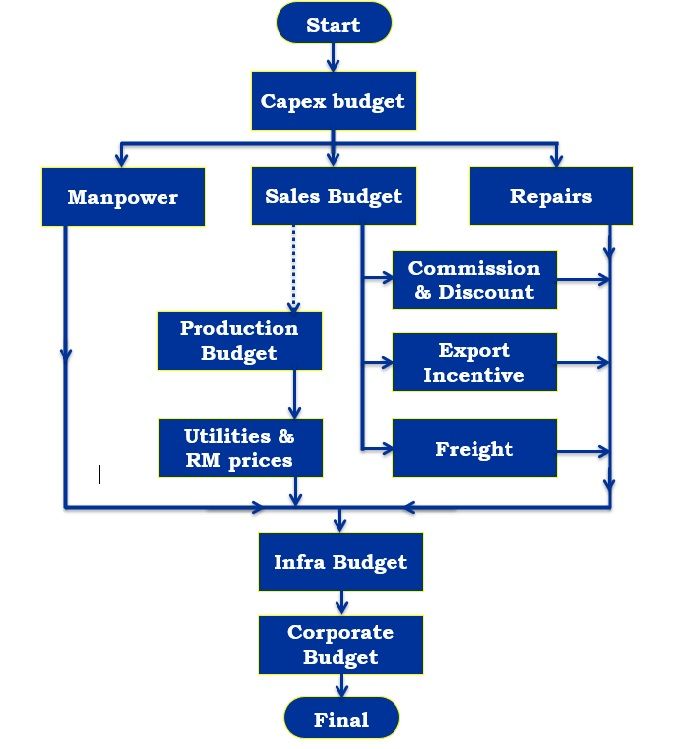 Start
Capex budget
Manpower
Sales Budget
Repairs
Commission
& Discount
Production
Budget
Export
Incentive
Utilities &
RM prices
Freight
Infra Budget
Corporate
Budget
Final